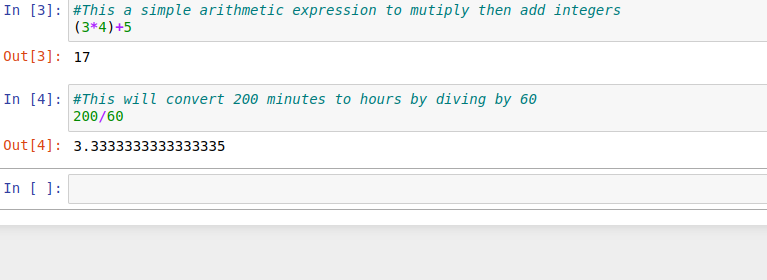 In [3]: #This a simple arithmetic expression to mutiply then add integers
(3*4)+5
Out[3]: 17
In [4]: #This will convert 200 minutes to hours by diving by 60
200/60
Out[4]: 3.3333333333333335
In [ ]: